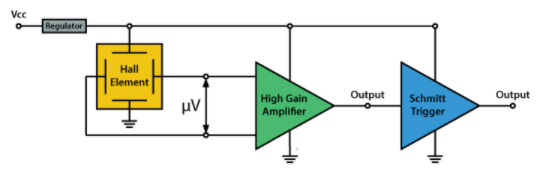 Vcc
Regulator
Hall
Element
µV
High Gain
Amplifier
Output
Schmitt
Trigger
Output